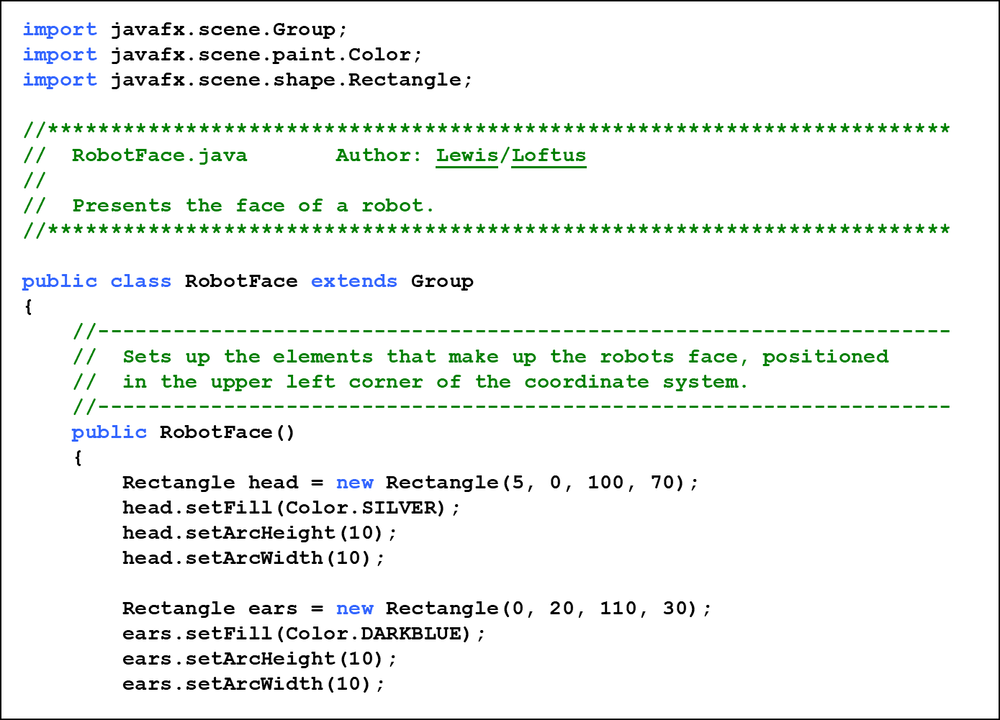 import javafx.scene.Group;
import javafx.scene.paint.Color;
import javafx.scene.shape.Rectangle;
//************************************************************************
//  RobotFace.java       Author: Lewis/Loftus
//
//  Presents the face of a robot.
//************************************************************************
public class RobotFace extends Group
{
    //--------------------------------------------------------------------
    //  Sets up the elements that make up the robots face, positioned
    //  in the upper left corner of the coordinate system.
    //--------------------------------------------------------------------
    public RobotFace()
    {
        Rectangle head = new Rectangle(5, 0, 100, 70);
        head.setFill(Color.SILVER);
        head.setArcHeight(10);
        head.setArcWidth(10);
        Rectangle ears = new Rectangle(0, 20, 110, 30);
        ears.setFill(Color.DARKBLUE);
        ears.setArcHeight(10);
        ears.setArcWidth(10);